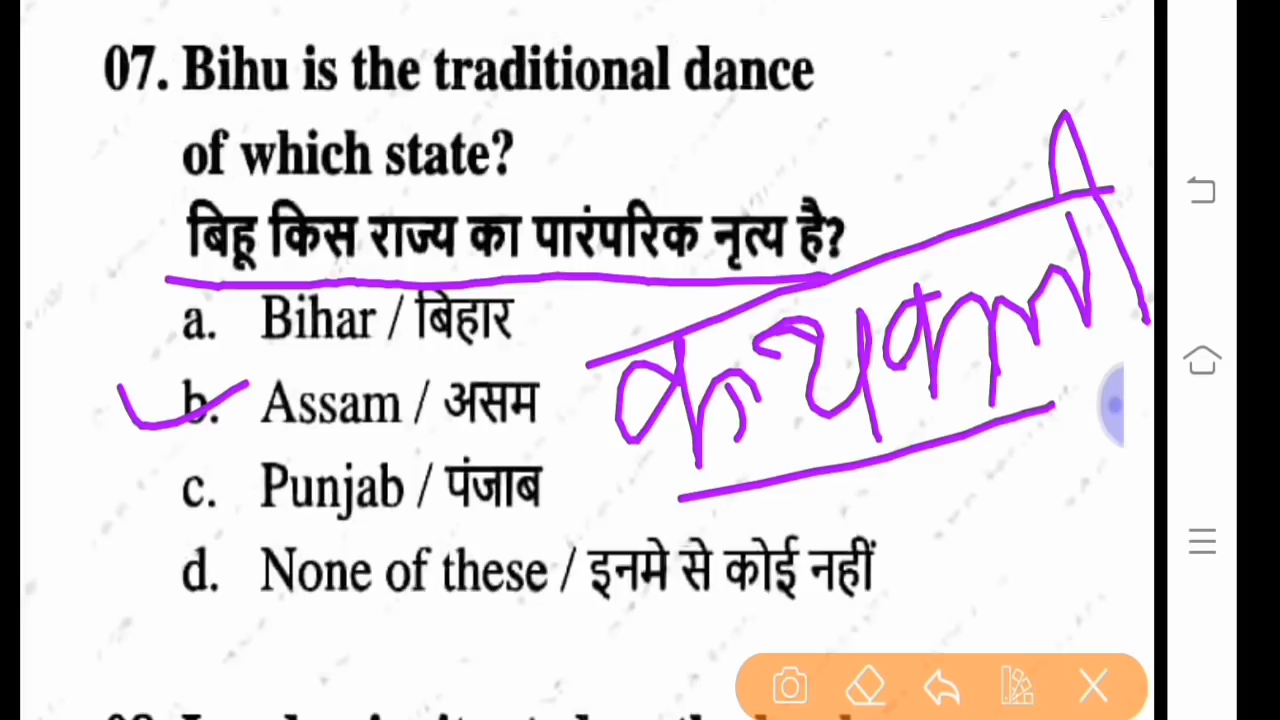 07. Bihu is the traditional dance
of which state?
बिहू किस राज्य का पारंपरिक नृत्य है?
a. Bihar / बिहार
b. Assam / असम
c. Punjab / पंजाब
d. None of these / इनमे से कोई नहीं
कथकली